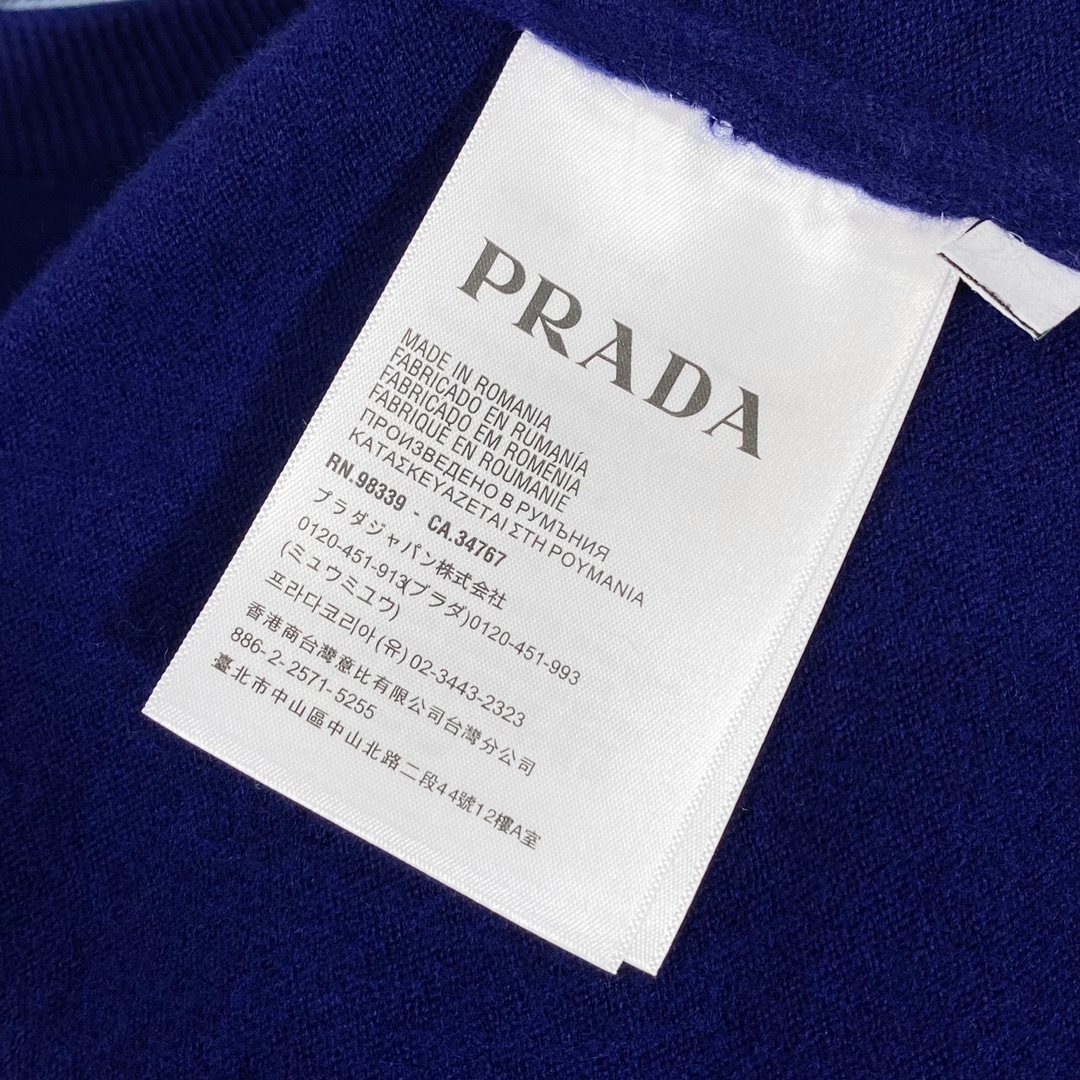 PRADA
MADE IN ROMANIA
FABRICADO EN RUMANÍA
FABRICADO EM ROMENIA
FABRIQUE EN ROUMANIE
ПРОИЗВЕДЕНО В РУМЪНИЯ
ΚΑΤΑΣΚΕΥΑΖΕΤΑΙ ΣΤΗ ΡΟΥΜΑΝΙΑ
RN.98339 - CA.34767
プラダジャパン株式会社
0120-451-913(プラダ)0120-451-993
(ミュウミュウ)
프라다코리아(유) 02-3443-2323
香港商台灣意比有限公司台灣分公司
886-2-2571-5255
臺北市中山區中山北路二段44號12樓A室